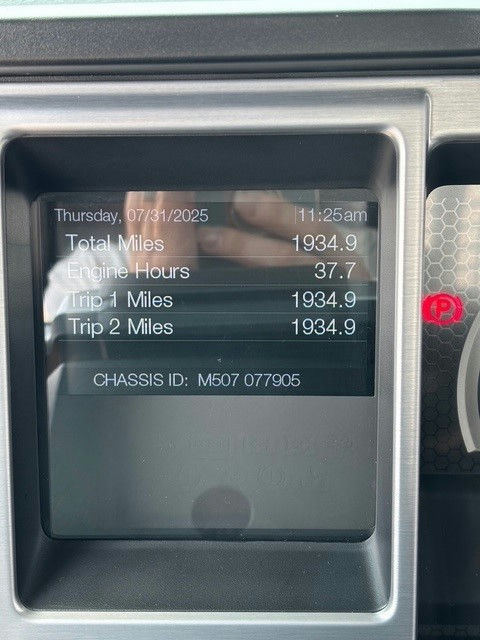 Thursday, 07/31/2025 11:25am
Total Miles 1934.9
Engine Hours 37.7
Trip 1 Miles 1934.9
Trip 2 Miles 1934.9
CHASSIS ID: M507 077905
P